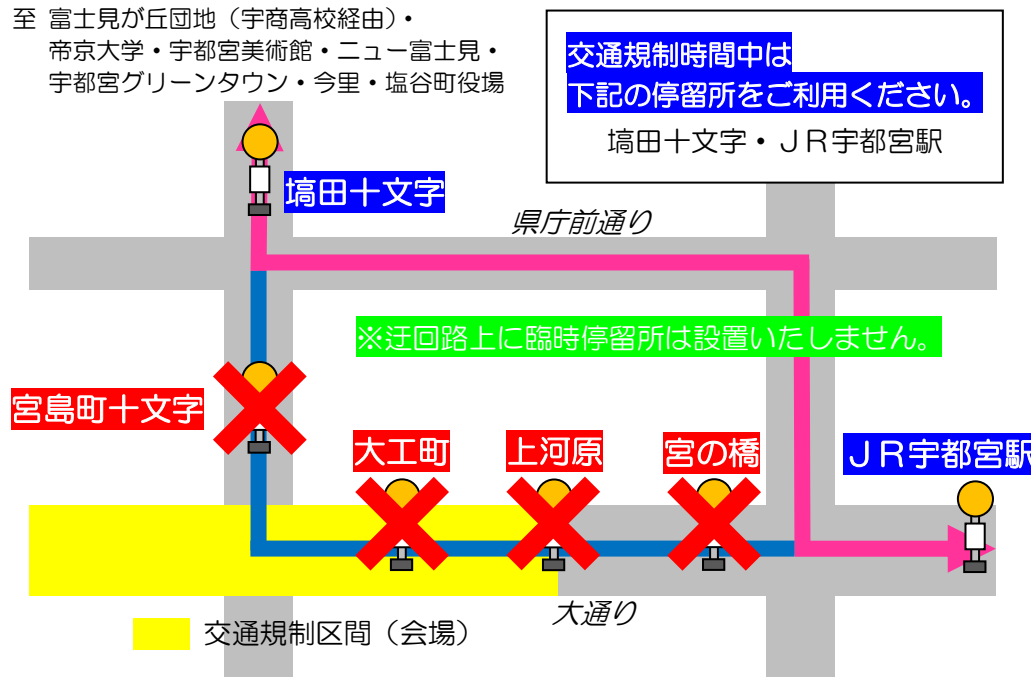 至 富士見が丘団地（宇商高校経由）・
帝京大学・宇都宮美術館・ニュー富士見・
宇都宮グリーンタウン・今里・塩谷町役場
交通規制時間中は
下記の停留所をご利用ください。
塙田十文字・ＪＲ宇都宮駅
塙田十文字
県庁前通り
※迂回路上に臨時停留所は設置いたしません。
宮島町十文字
大工町
上河原
宮の橋
ＪＲ宇都宮駅
大通り
交通規制区間（会場）